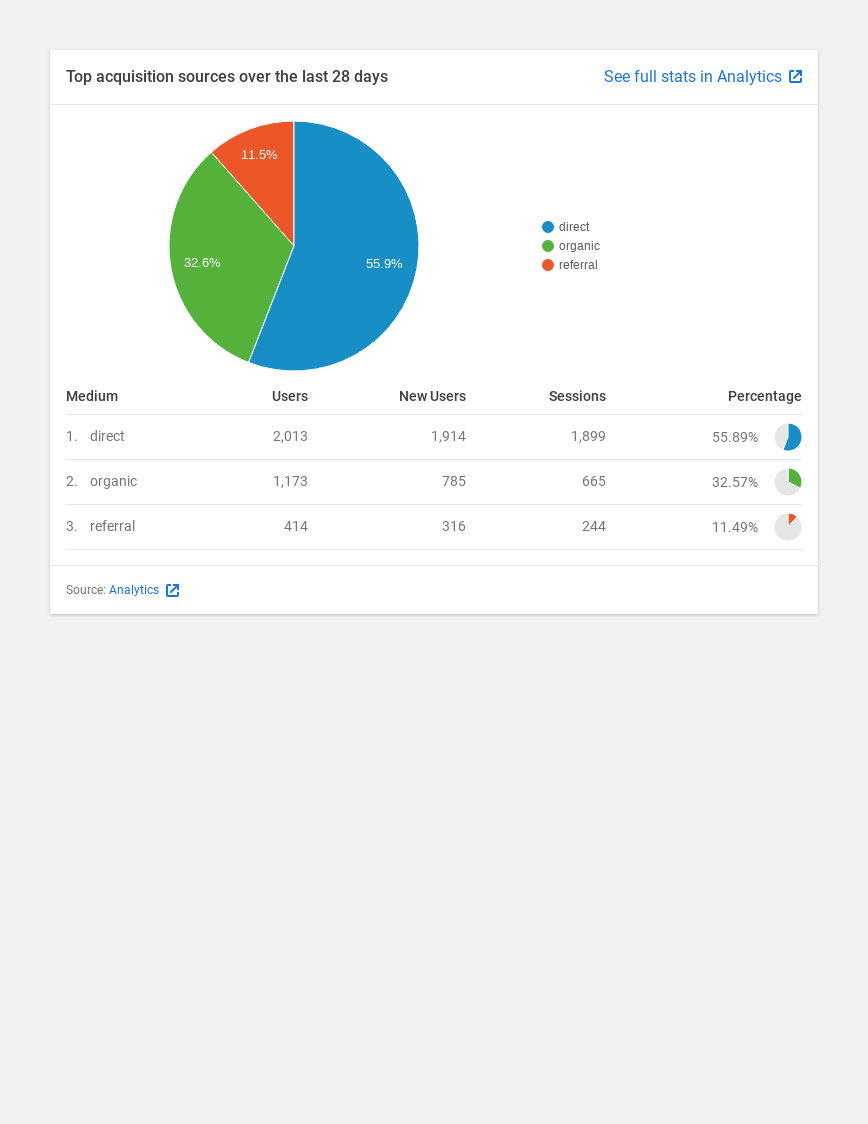 Top acquisition sources over the last 28 days See full stats in Analytics
11.5%
32.6%
55.9%
direct
organic
referral
Medium Users New Users Sessions Percentage
1. direct 2,013 1,914 1,899 55.89%
2. organic 1,173 785 665 32.57%
3. referral 414 316 244 11.49%
Source: Analytics